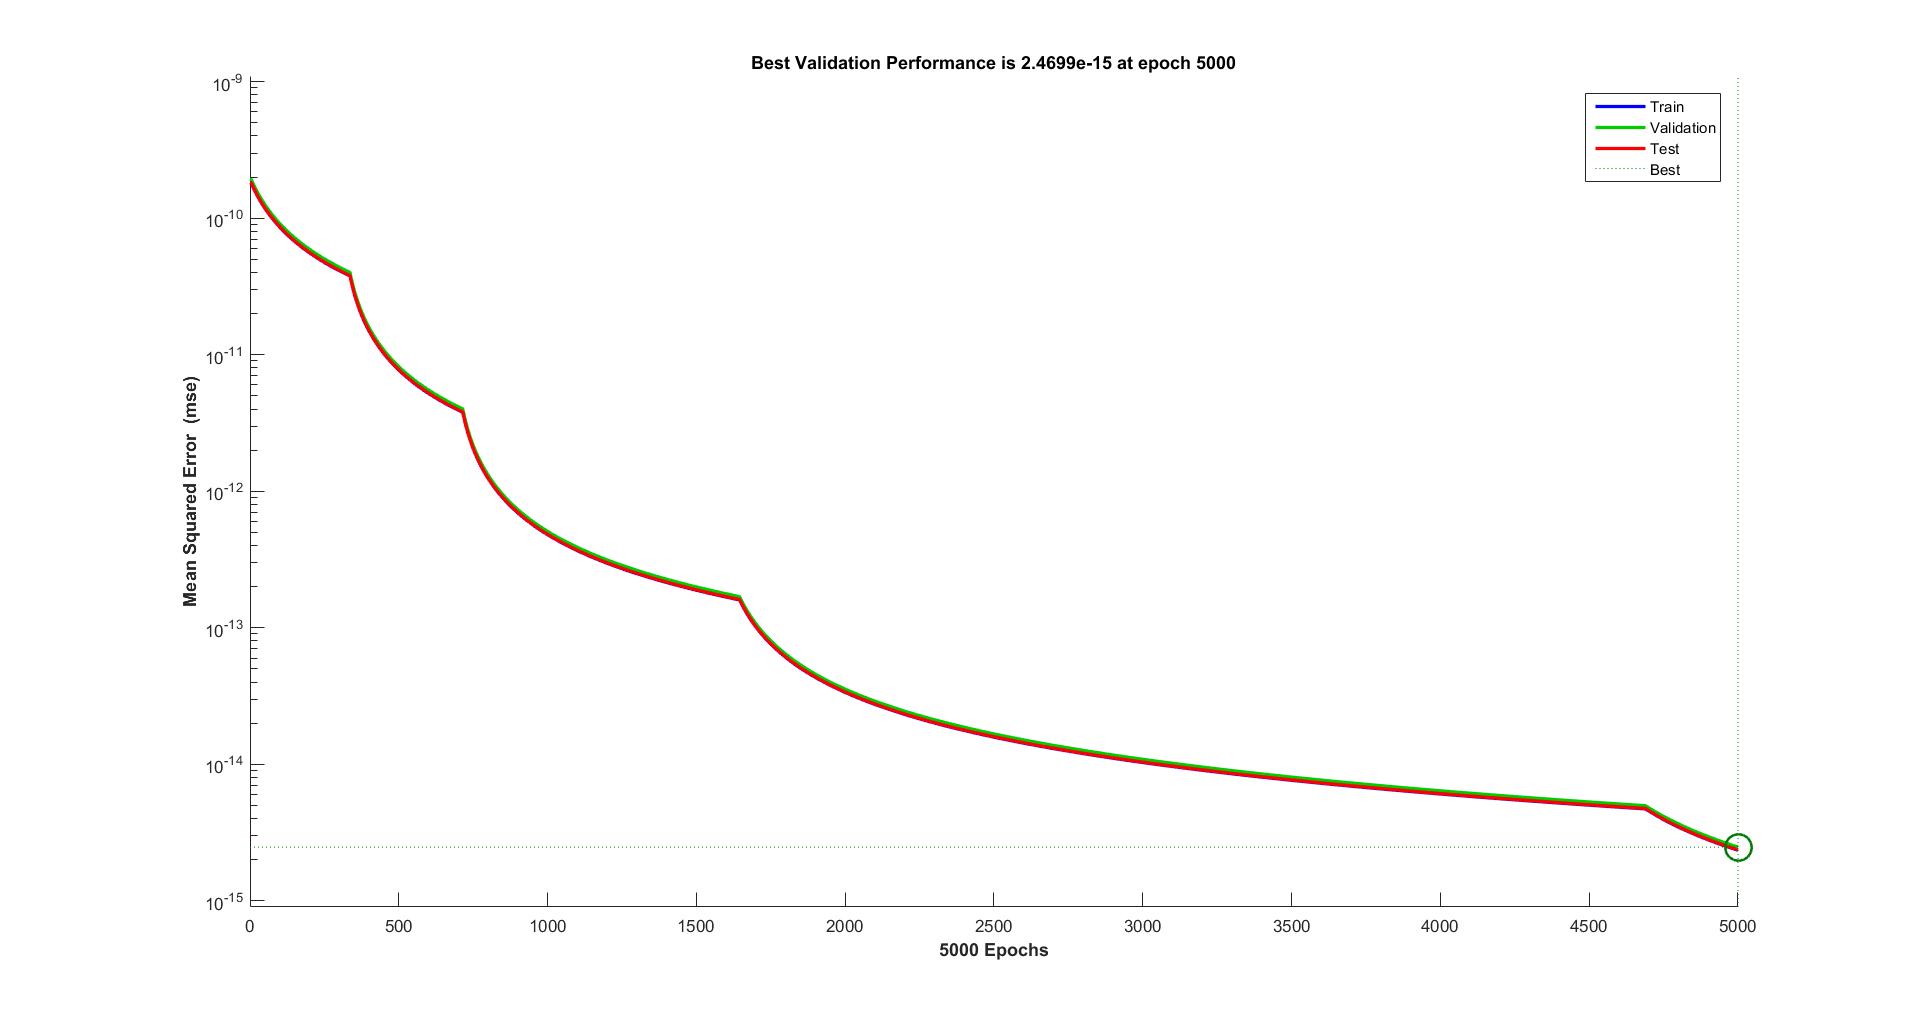 Best Validation Performance is 2.4699e-15 at epoch 5000
Train
Validation
Test
Best
10^-9
10^-10
10^-11
10^-12
10^-13
10^-14
10^-15
Mean Squared Error (mse)
0 500 1000 1500 2000 2500 3000 3500 4000 4500 5000
5000 Epochs